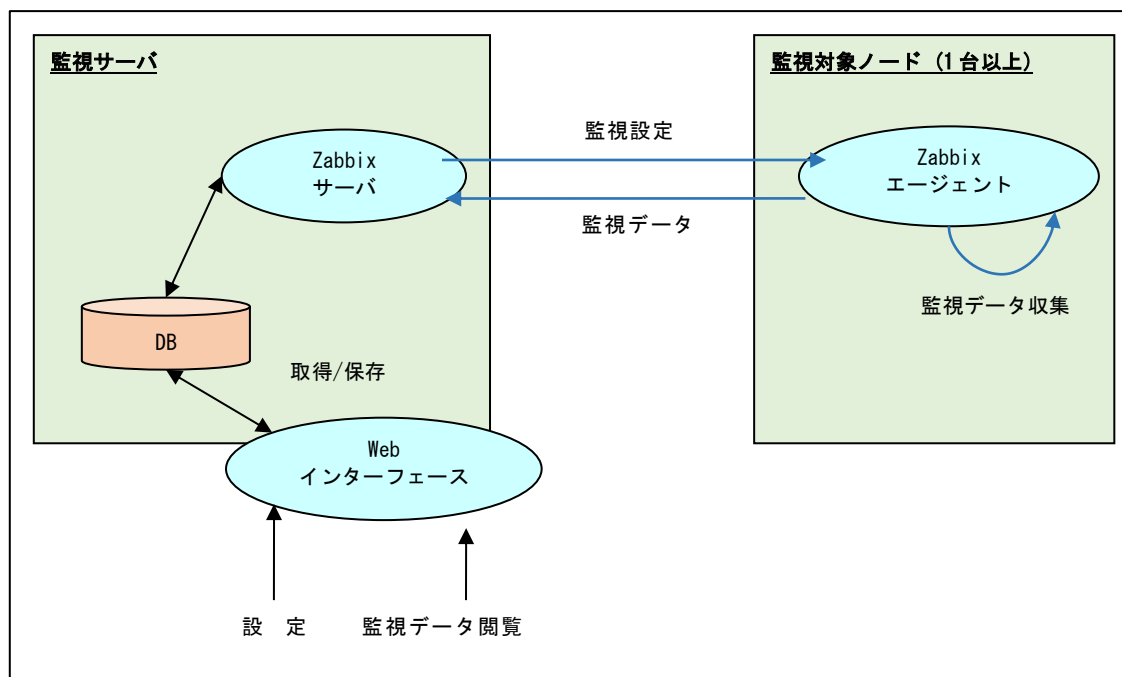 監視サーバ
監視対象ノード (1台以上)
Zabbix
サーバ
監視設定
Zabbix
エージェント
監視データ
監視データ収集
DB
取得/保存
Web
インターフェース
設　定
監視データ閲覧